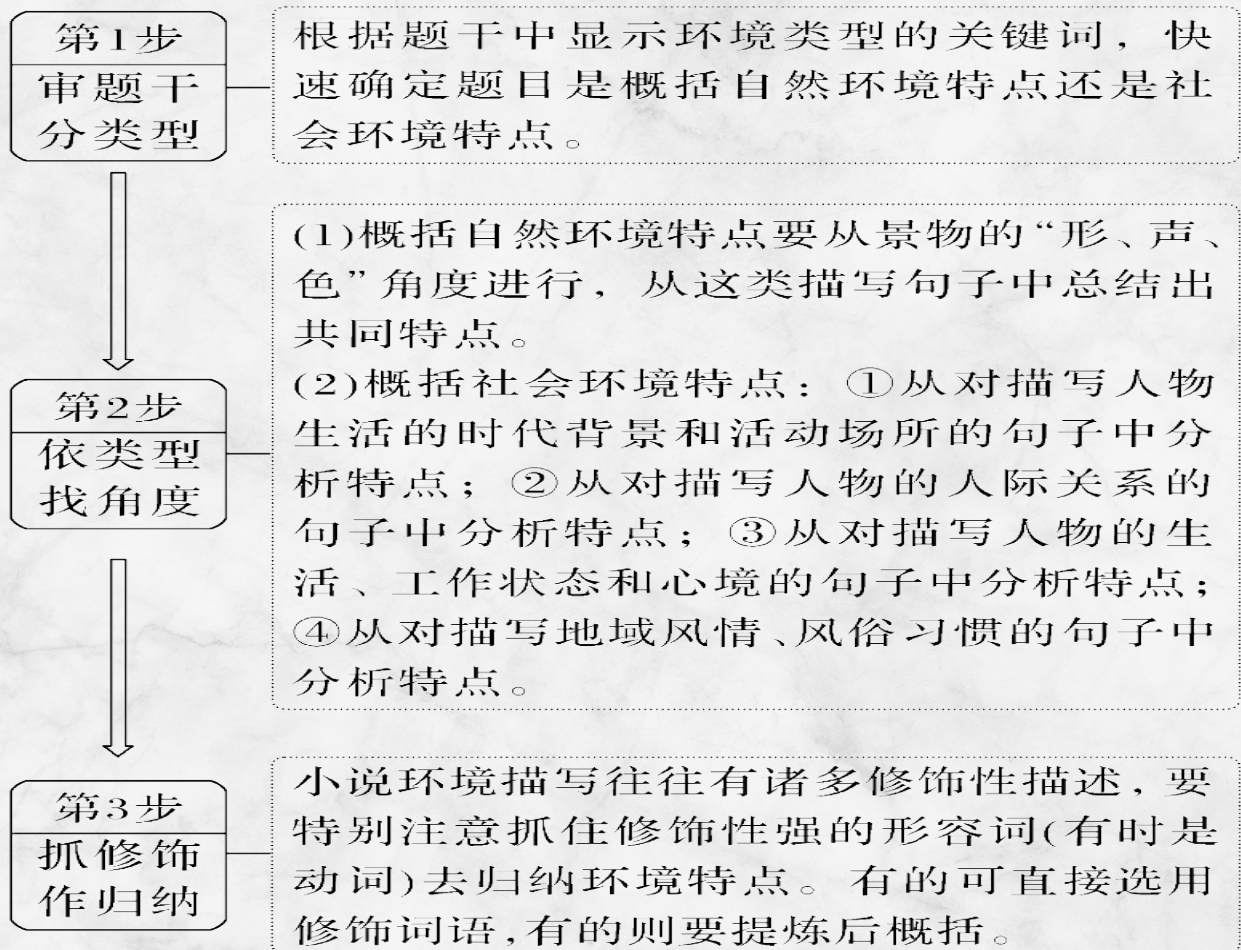 第1步
审题干
分类型
根据题干中显示环境类型的关键词，快
速确定题目是概括自然环境特点还是社
会环境特点。
第2步
依类型
找角度
(1)概括自然环境特点要从景物的“形、声、
色”角度进行，从这类描写句子中总结出
共同特点。
(2)概括社会环境特点：①从对描写人物
生活的时代背景和活动场所的句子中分
析特点；②从对描写人物的人际关系的
句子中分析特点；③从对描写人物的生
活、工作状态和心境的句子中分析特点；
④从对描写地域风情、风俗习惯的句子中
分析特点。
第3步
抓修饰
作归纳
小说环境描写往往有诸多修饰性描述，要
特别注意抓住修饰性强的形容词(有时是
动词)去归纳环境特点。有的可直接选用
修饰词语，有的则要提炼后概括。